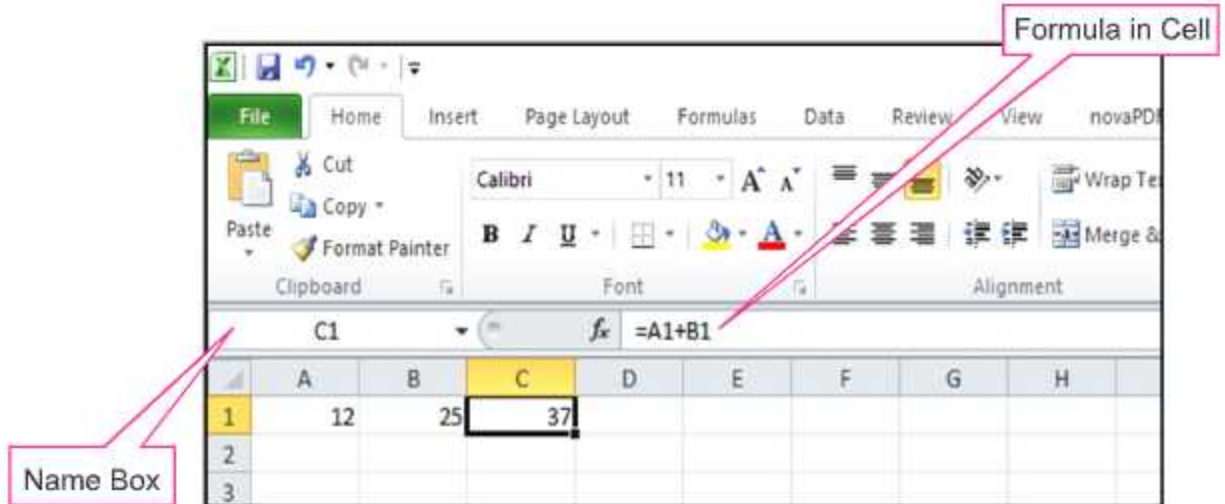 Formula in Cell
File Home Insert Page Layout Formulas Data Review View novaPDF
Cut
Calibri 11 A A Wrap Te
Copy
Paste
B I U A Merge &
Format Painter
Clipboard Font Alignment
C1 fx =A1+B1
A B C D E F G H
1 12 25 37
2
Name Box
3